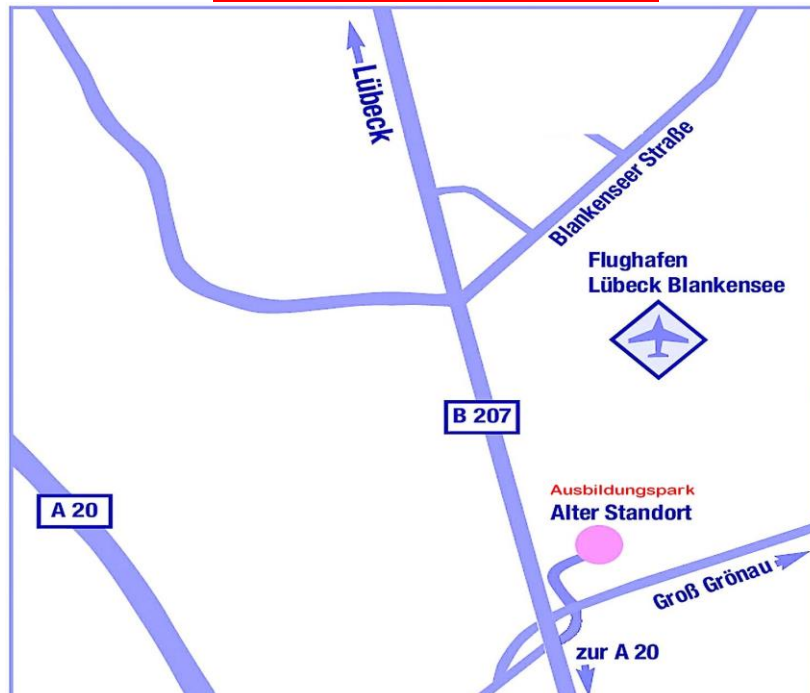 Lübeck
Blankenseer Straße
Flughafen
Lübeck Blankensee
B 207
A 20
Ausbildungspark
Alter Standort
Groß Grönau
zur A 20